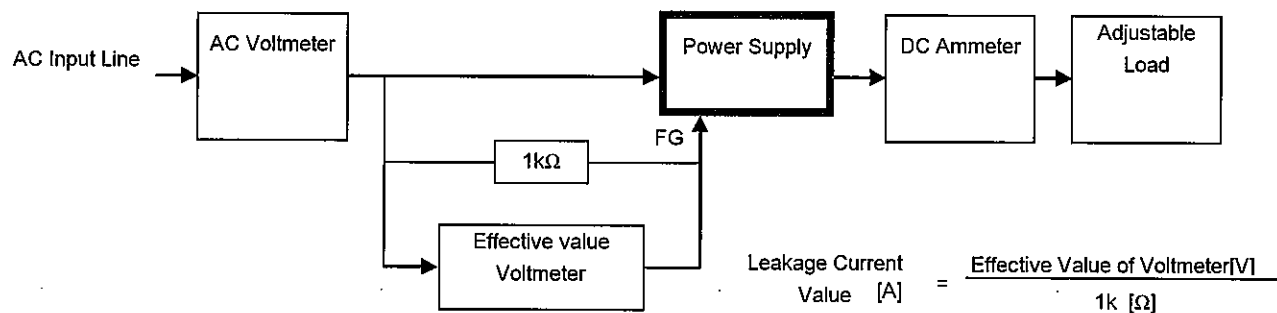 AC Input Line
AC Voltmeter
Power Supply
DC Ammeter
Adjustable
Load
FG
1kΩ
Effective value
Voltmeter
Leakage Current
Value [A]
=
Effective Value of Voltmeter[V]
1k [Ω]